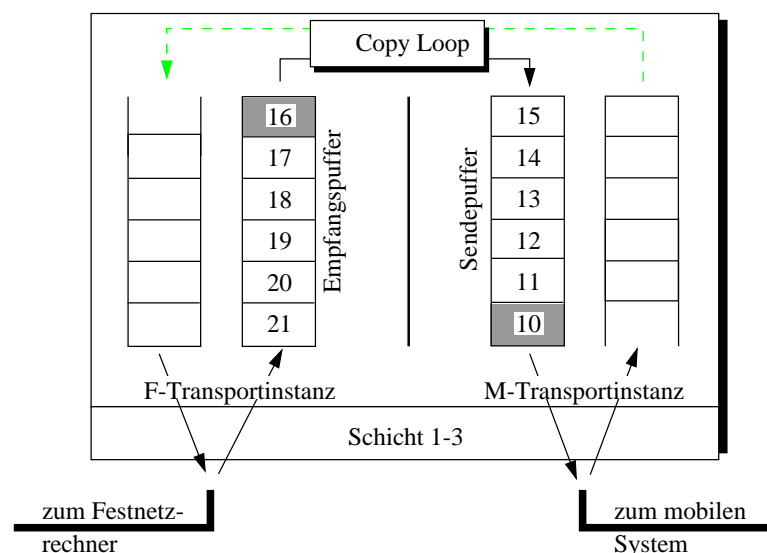 Copy Loop
16
17
18
19
20
21
Empfangspuffer
Sendepuffer
15
14
13
12
11
10
F-Transportinstanz
M-Transportinstanz
Schicht 1-3
zum Festnetz-
rechner
zum mobilen
System